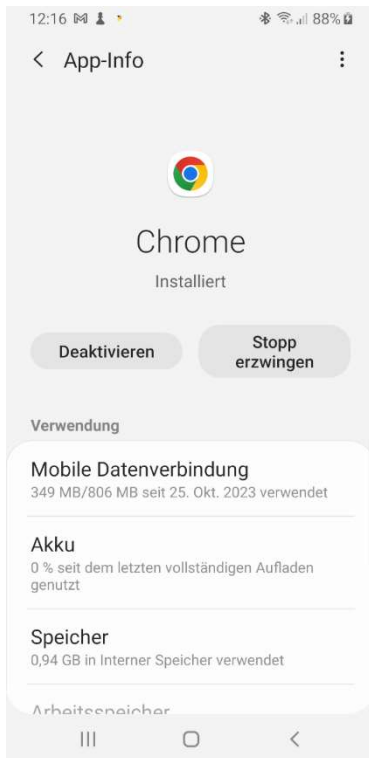 12:16 88%
App-Info
Chrome
Installiert
Deaktivieren
Stopp
erzwingen
Verwendung
Mobile Datenverbindung
349 MB/806 MB seit 25. Okt. 2023 verwendet
Akku
0 % seit dem letzten vollständigen Aufladen
genutzt
Speicher
0,94 GB in Interner Speicher verwendet
Arbeitsspeicher